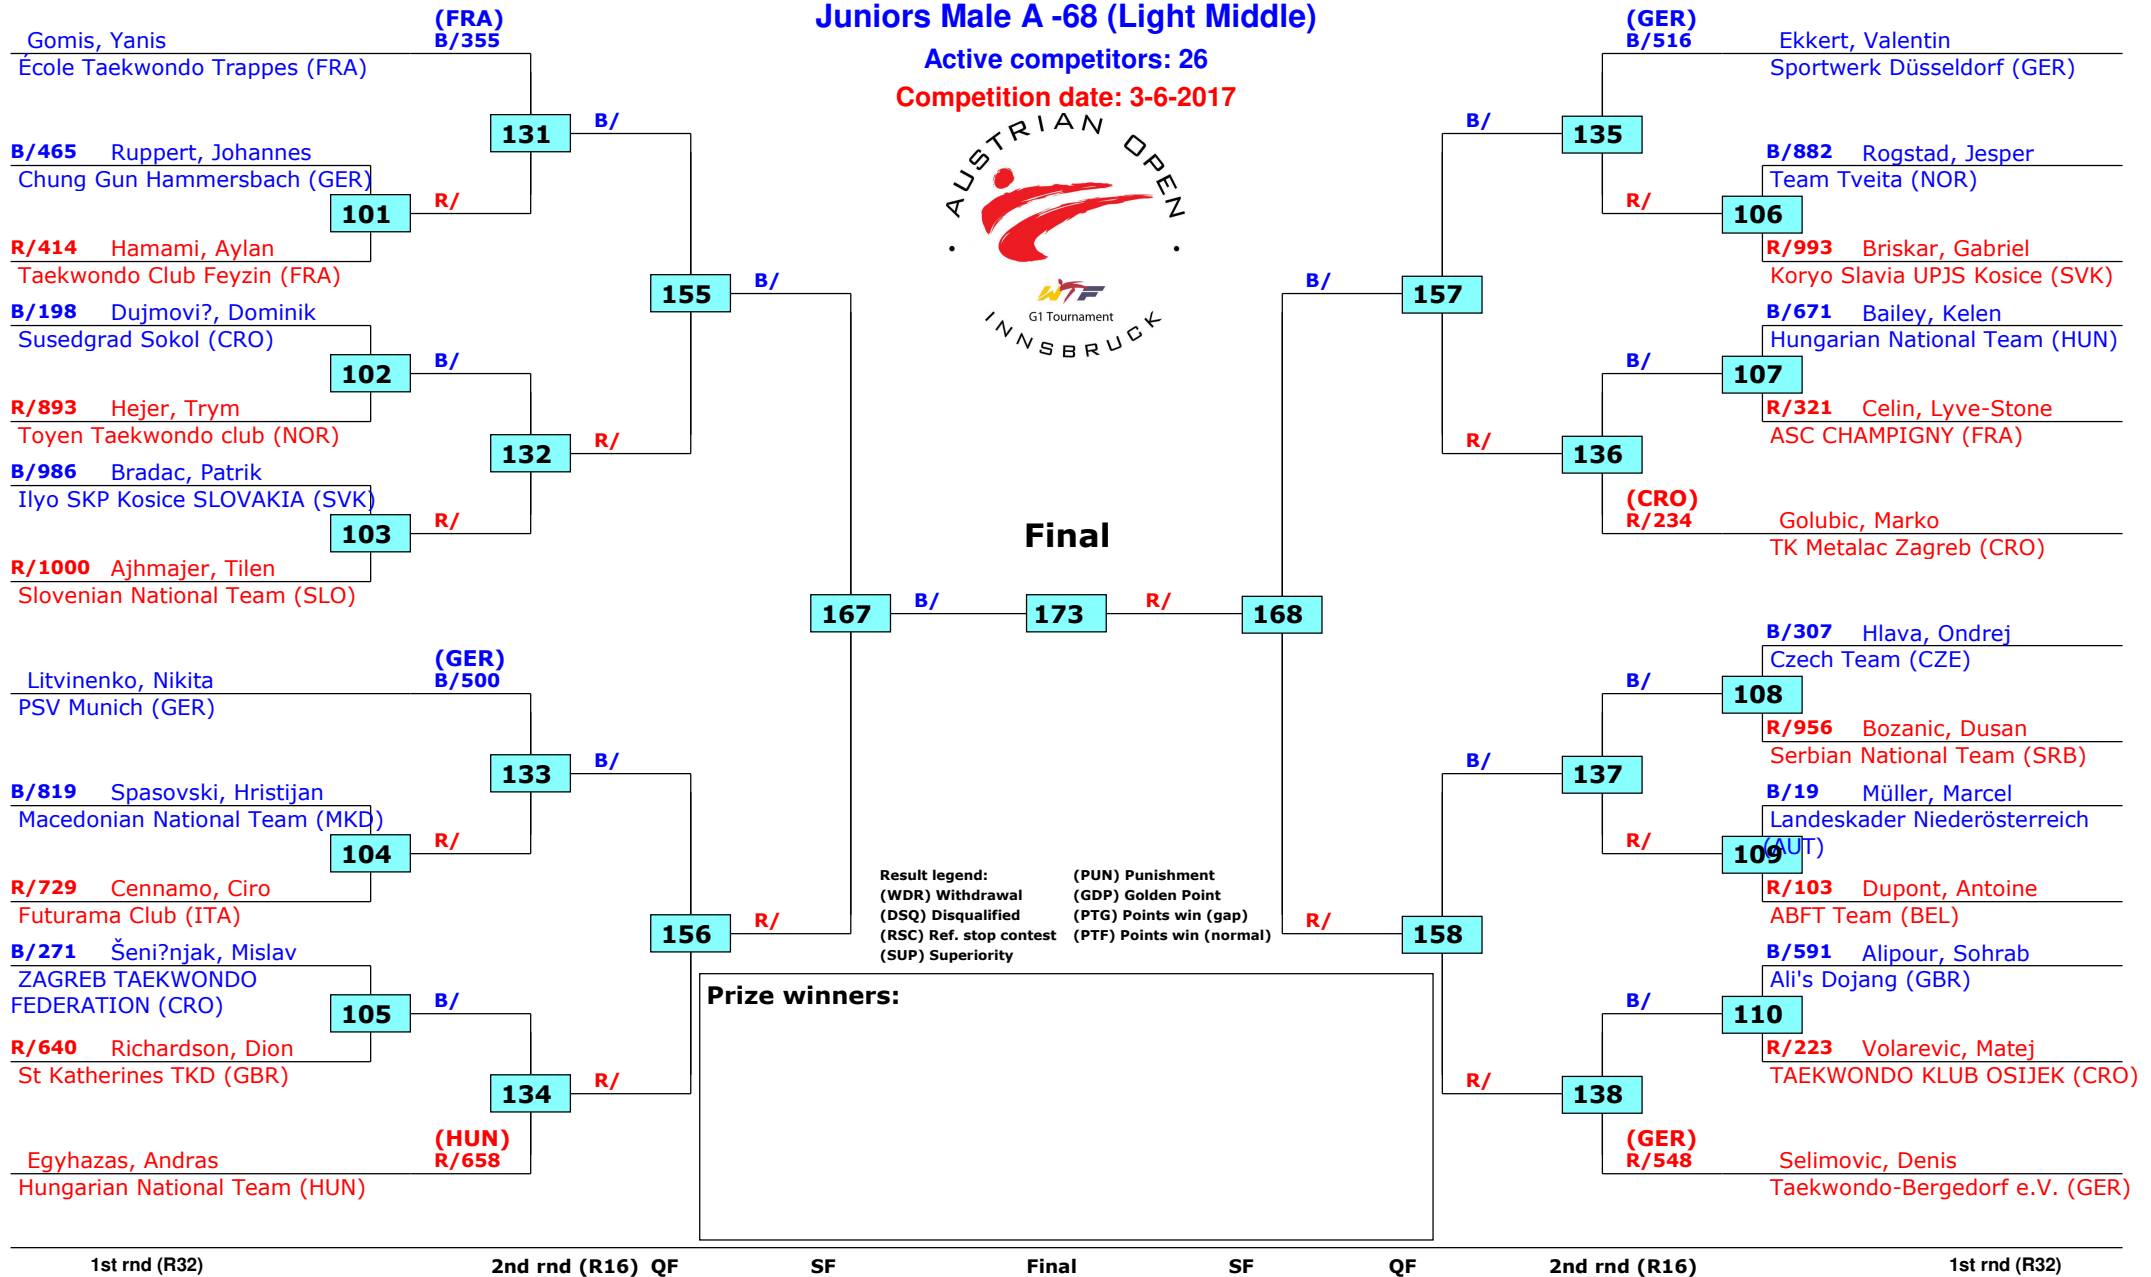 Juniors Male A -68 (Light Middle)
Active competitors: 26
Competition date: 3-6-2017
AUSTRIAN OPEN
WTF
G1 Tournament
INNSBRUCK
(FRA)
Gomis, Yanis B/355
École Taekwondo Trappes (FRA)
131
B/
B/465 Ruppert, Johannes
Chung Gun Hammersbach (GER)
101
R/
R/414 Hamami, Aylan
Taekwondo Club Feyzin (FRA)
155
B/
B/198 Dujmovi?, Dominik
Susedgrad Sokol (CRO)
102
B/
R/893 Hejer, Trym
Toyen Taekwondo club (NOR)
132
R/
B/986 Bradac, Patrik
Ilyo SKP Kosice SLOVAKIA (SVK)
103
R/
R/1000 Ajhmajer, Tilen
Slovenian National Team (SLO)
167
B/
(GER)
Litvinenko, Nikita B/500
PSV Munich (GER)
133
B/
B/819 Spasovski, Hristijan
Macedonian National Team (MKD)
104
R/
R/729 Cennamo, Ciro
Futurama Club (ITA)
156
R/
B/271 Šeni?njak, Mislav
ZAGREB TAEKWONDO
FEDERATION (CRO)
105
B/
R/640 Richardson, Dion
St Katherines TKD (GBR)
134
R/
(HUN)
Egyhazas, Andras R/658
Hungarian National Team (HUN)
Final
173
R/
168
(GER)
B/516 Ekkert, Valentin
Sportwerk Düsseldorf (GER)
B/
135
B/882 Rogstad, Jesper
Team Tveita (NOR)
R/
106
R/993 Briskar, Gabriel
Koryo Slavia UPJS Kosice (SVK)
B/
157
B/671 Bailey, Kelen
Hungarian National Team (HUN)
B/
107
R/321 Celin, Lyve-Stone
ASC CHAMPIGNY (FRA)
R/
136
(CRO)
R/234 Golubic, Marko
TK Metalac Zagreb (CRO)
B/307 Hlava, Ondrej
Czech Team (CZE)
B/
108
R/956 Bozanic, Dusan
Serbian National Team (SRB)
B/
137
B/19 Müller, Marcel
Landeskader Niederösterreich
(AUT)
R/
109
R/103 Dupont, Antoine
ABFT Team (BEL)
R/
158
B/591 Alipour, Sohrab
Ali's Dojang (GBR)
B/
110
R/223 Volarevic, Matej
TAEKWONDO KLUB OSIJEK (CRO)
R/
138
(GER)
R/548 Selimovic, Denis
Taekwondo-Bergedorf e.V. (GER)
Result legend: (PUN) Punishment
(WDR) Withdrawal (GDP) Golden Point
(DSQ) Disqualified (PTG) Points win (gap)
(RSC) Ref. stop contest (PTF) Points win (normal)
(SUP) Superiority
Prize winners:
1st rnd (R32) 2nd rnd (R16) QF SF Final SF QF 2nd rnd (R16) 1st rnd (R32)